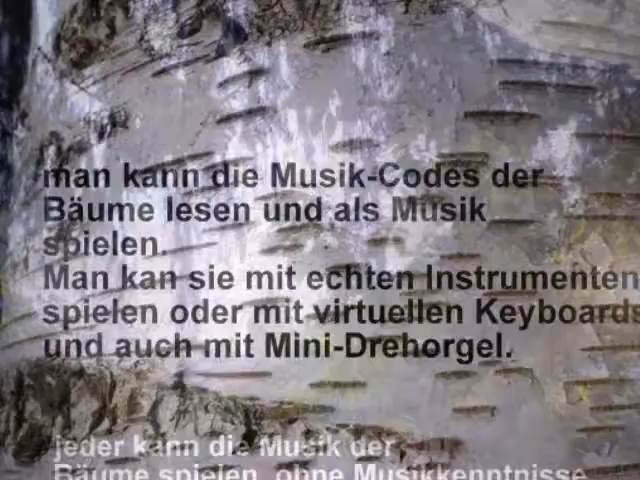 man kann die Musik-Codes der
Bäume lesen und als Musik
spielen.
Man kan sie mit echten Instrumenten
spielen oder mit virtuellen Keyboards
und auch mit Mini-Drehorgel.
jeder kann die Musik der
Bäume spielen, ohne Musikkenntnisse